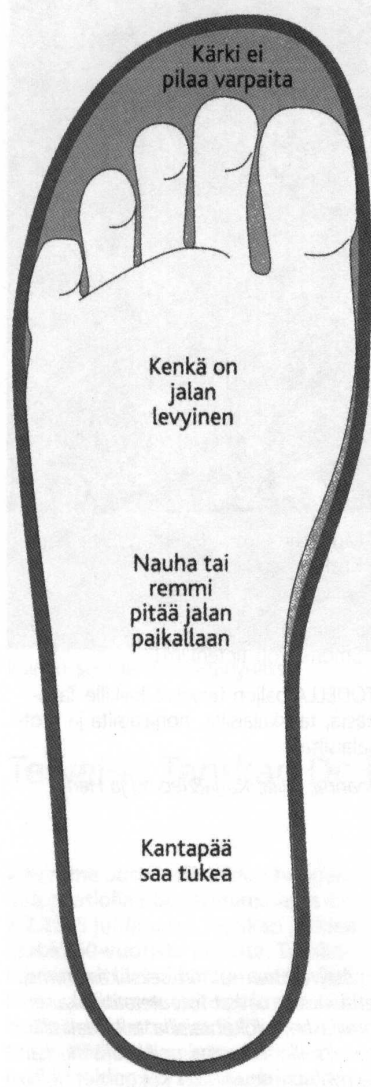 Kärki ei
pilaa varpaita
Kenkä on
jalan
levyinen
Nauha tai
remmi
pitää jalan
paikallaan
Kantapää
saa tukea